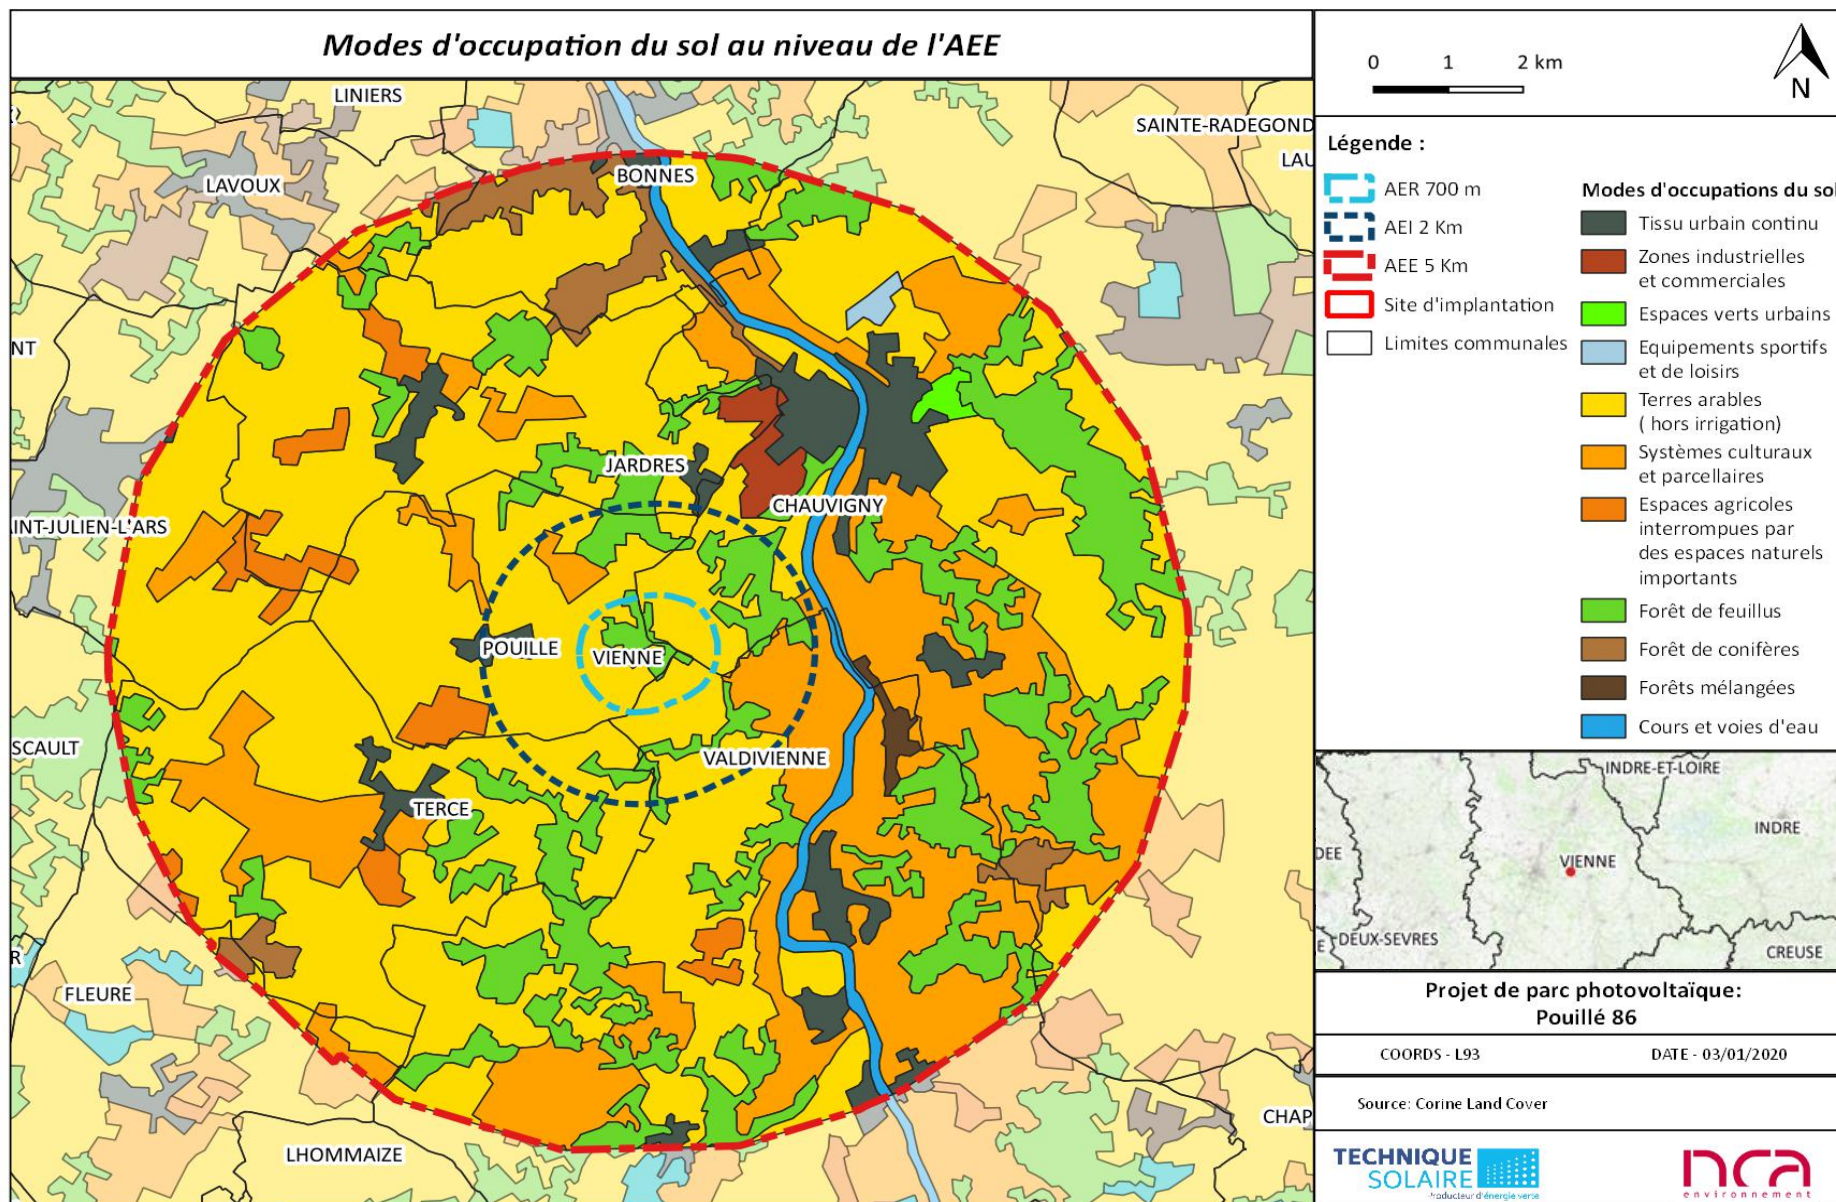 Modes d'occupation du sol au niveau de l'AEE
0 1 2 km
N
LINIERS
SAINTE-RADEGOND
LAU
LAVOUX
BONNES
NT
JARDRES
CHAUVIGNY
AINT-JULIEN-L'ARS
POUILLE
VIENNE
SCAULT
VALDIVIENNE
TERCE
R
FLEURE
LHOMMAIZE
CHAP
Légende :
AER 700 m
AEI 2 Km
AEE 5 Km
Site d'implantation
Limites communales
Modes d'occupations du sol
Tissu urbain continu
Zones industrielles
et commerciales
Espaces verts urbains
Equipements sportifs
et de loisirs
Terres arables
( hors irrigation)
Systèmes culturaux
et parcellaires
Espaces agricoles
interrompues par
des espaces naturels
importants
Forêt de feuillus
Forêt de conifères
Forêts mélangées
Cours et voies d'eau
INDRE-ET-LOIRE
INDRE
DEE
VIENNE
E
DEUX-SEVRES
CREUSE
Projet de parc photovoltaïque:
Pouillé 86
COORDS - L93
DATE - 03/01/2020
Source: Corine Land Cover
TECHNIQUE
SOLAIRE
Producteur d'énergie verte
nca
environnement